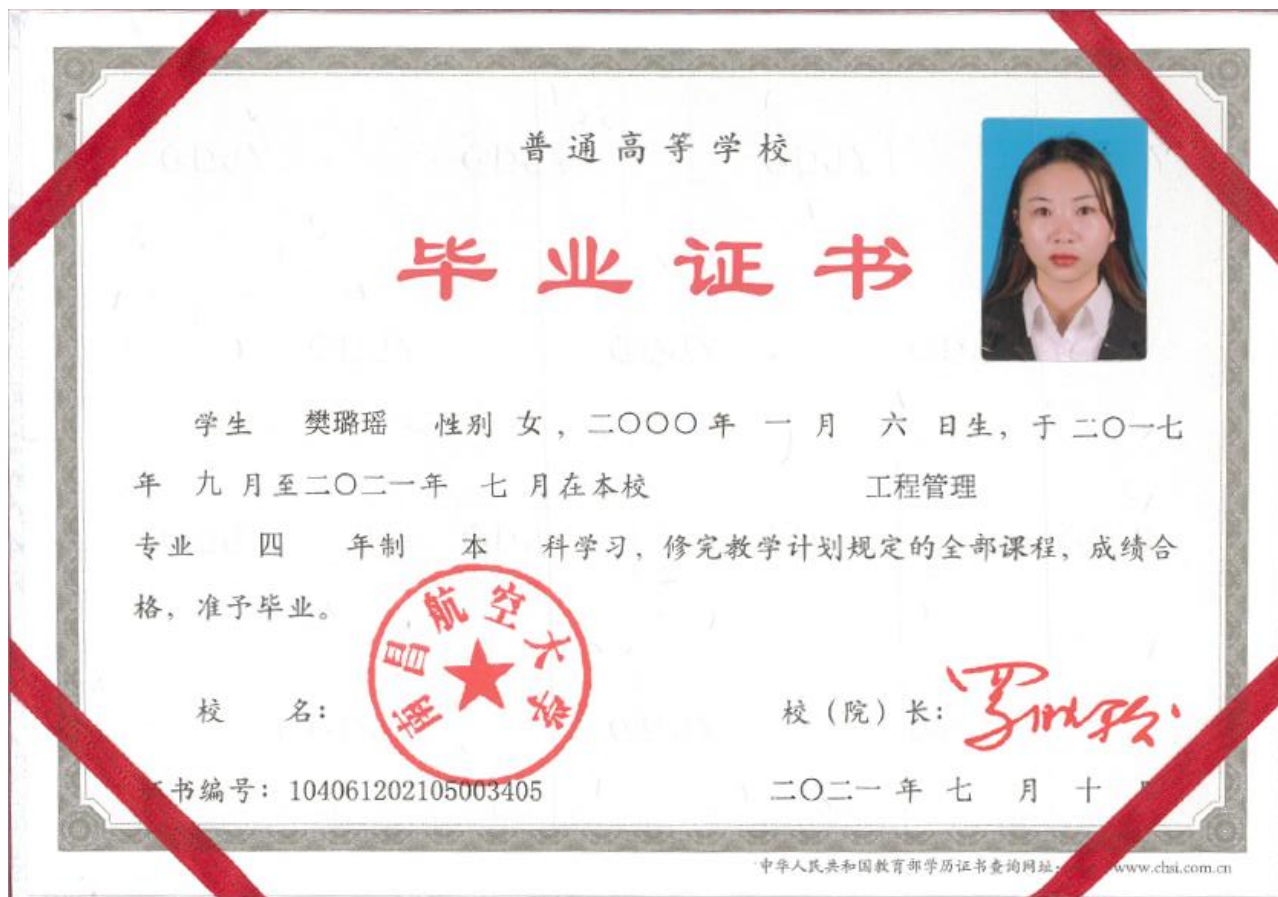 普通高等学校
毕业证书
学生 樊璐瑶 性别 女，二〇〇〇年 一 月 六 日生，于二〇一七
年 九 月至二〇二一年 七 月在本校 工程管理
专业 四 年制 本 科学习，修完教学计划规定的全部课程，成绩合
格，准予毕业。
南昌航空大学
校 名： 校（院）长：
书编号：104061202105003405 二〇二一年 七 月 十
中华人民共和国教育部学历证书查询网址： www.chsi.com.cn